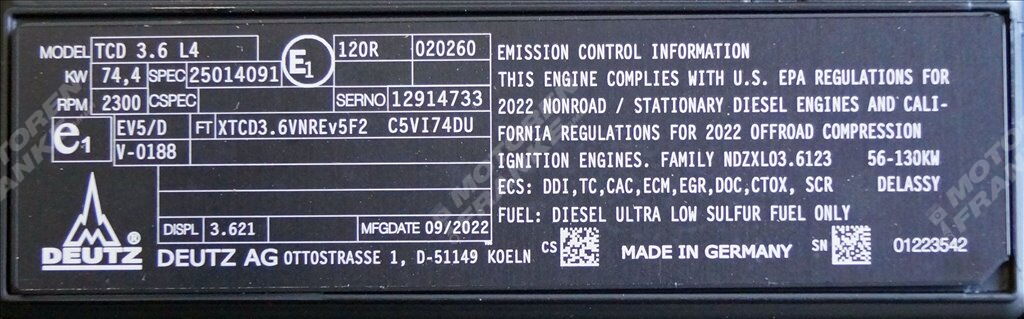 MODEL TCD 3.6 L4 E1 120R 020260
KW 74,4 SPEC 25014091
RPM 2300 CSPEC SERNO 12914733
e1 EV5/D FT XTCD3.6VNREv5F2 C5VI74DU
V-0188
DISPL 3.621 MFGDATE 09/2022
DEUTZ®
DEUTZ AG OTTOSTRASSE 1, D-51149 KOELN
EMISSION CONTROL INFORMATION
THIS ENGINE COMPLIES WITH U.S. EPA REGULATIONS FOR
2022 NONROAD / STATIONARY DIESEL ENGINES AND CALI-
FORNIA REGULATIONS FOR 2022 OFFROAD COMPRESSION
IGNITION ENGINES. FAMILY NDZXL03.6123 56-130KW
ECS: DDI,TC,CAC,ECM,EGR,DOC,CTOX, SCR DELASSY
FUEL: DIESEL ULTRA LOW SULFUR FUEL ONLY
CS MADE IN GERMANY SN 01223542